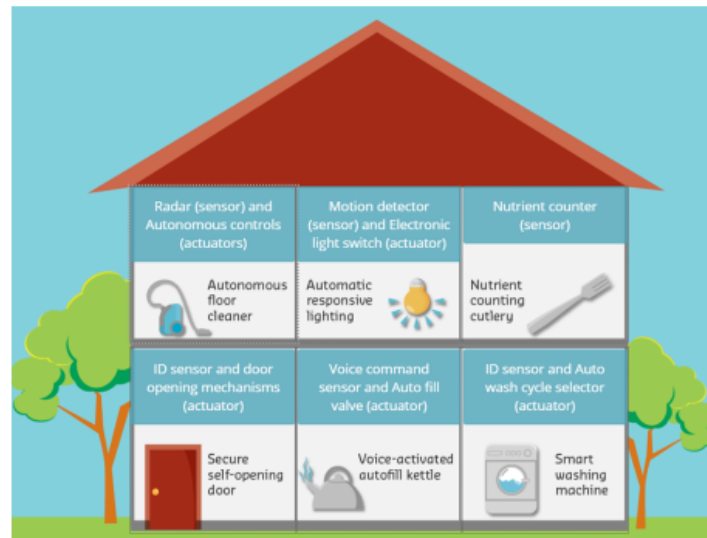 Radar (sensor) and
Autonomous controls
(actuators)
Autonomous
floor
cleaner
Motion detector
(sensor) and Electronic
light switch (actuator)
Automatic
responsive
lighting
Nutrient counter
(sensor)
Nutrient
counting
cutlery
ID sensor and door
opening mechanisms
(actuator)
Secure
self-opening
door
Voice command
sensor and Auto fill
valve (actuator)
Voice-activated
autofill kettle
ID sensor and Auto
wash cycle selector
(actuator)
Smart
washing
machine